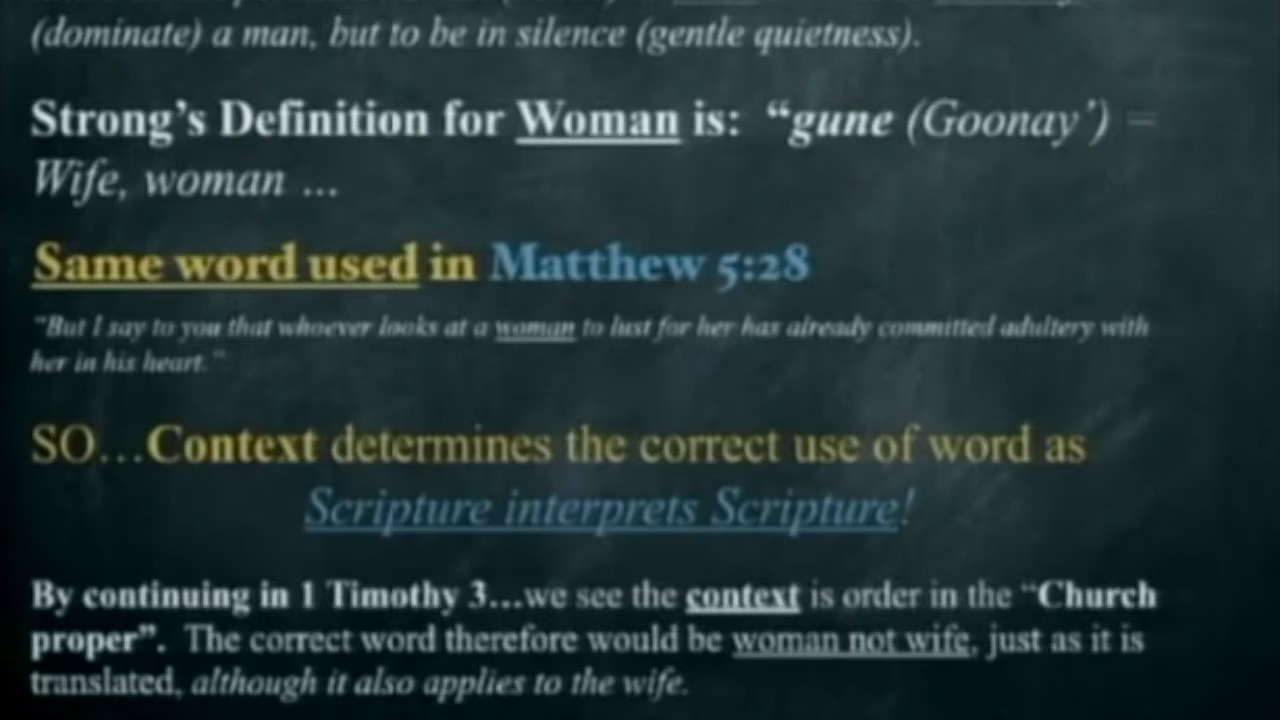 (dominate) a man, but to be in silence (gentle quietness).
Strong's Definition for Woman is: “gune (Goonay’) =
Wife, woman ...
Same word used in Matthew 5:28
"But I say to you that whoever looks at a woman to lust for her has already committed adultery with
her in his heart."
SO...Context determines the correct use of word as
Scripture interprets Scripture!
By continuing in 1 Timothy 3...we see the context is order in the “Church
proper”. The correct word therefore would be woman not wife, just as it is
translated, although it also applies to the wife.